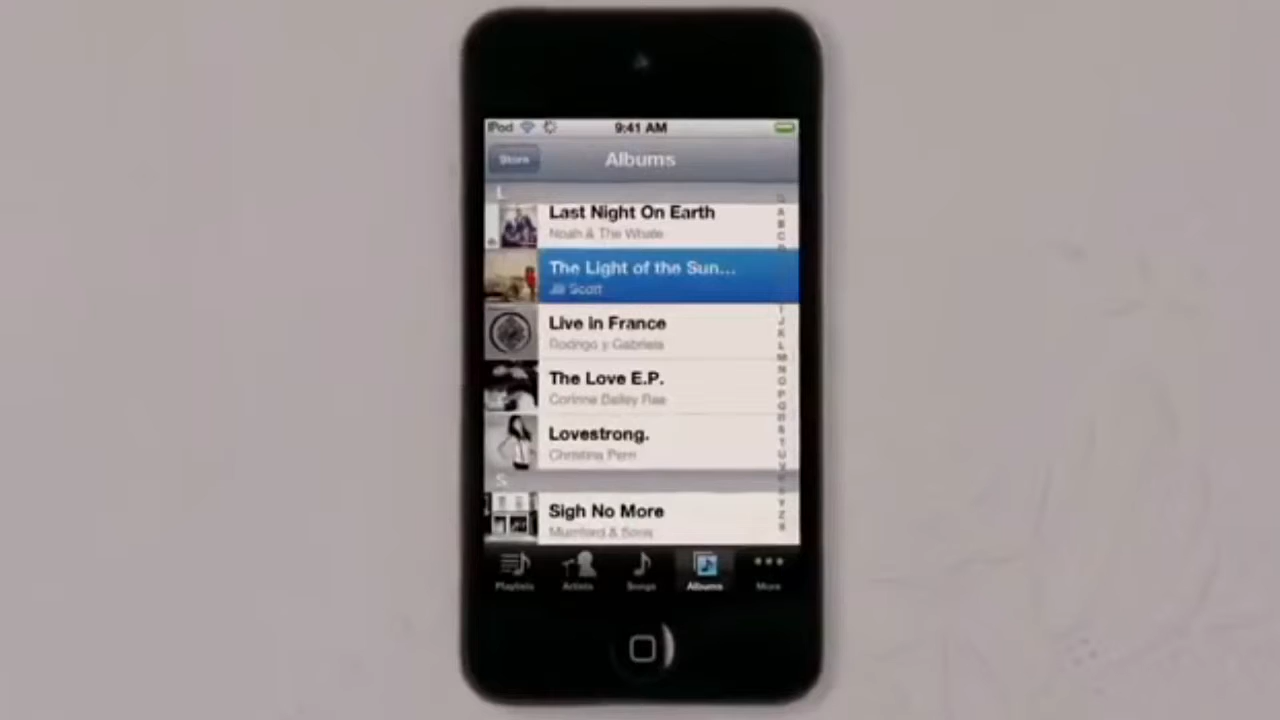 iPod 9:41 AM
Store Albums
L
Last Night On Earth
Noah & The Whale
The Light of the Sun...
Jill Scott
Live in France
Rodrigo y Gabriela
The Love E.P.
Corinne Bailey Rae
Lovestrong.
Christina Perri
S
Sigh No More
Mumford & Sons
Playlists Artists Songs Albums More